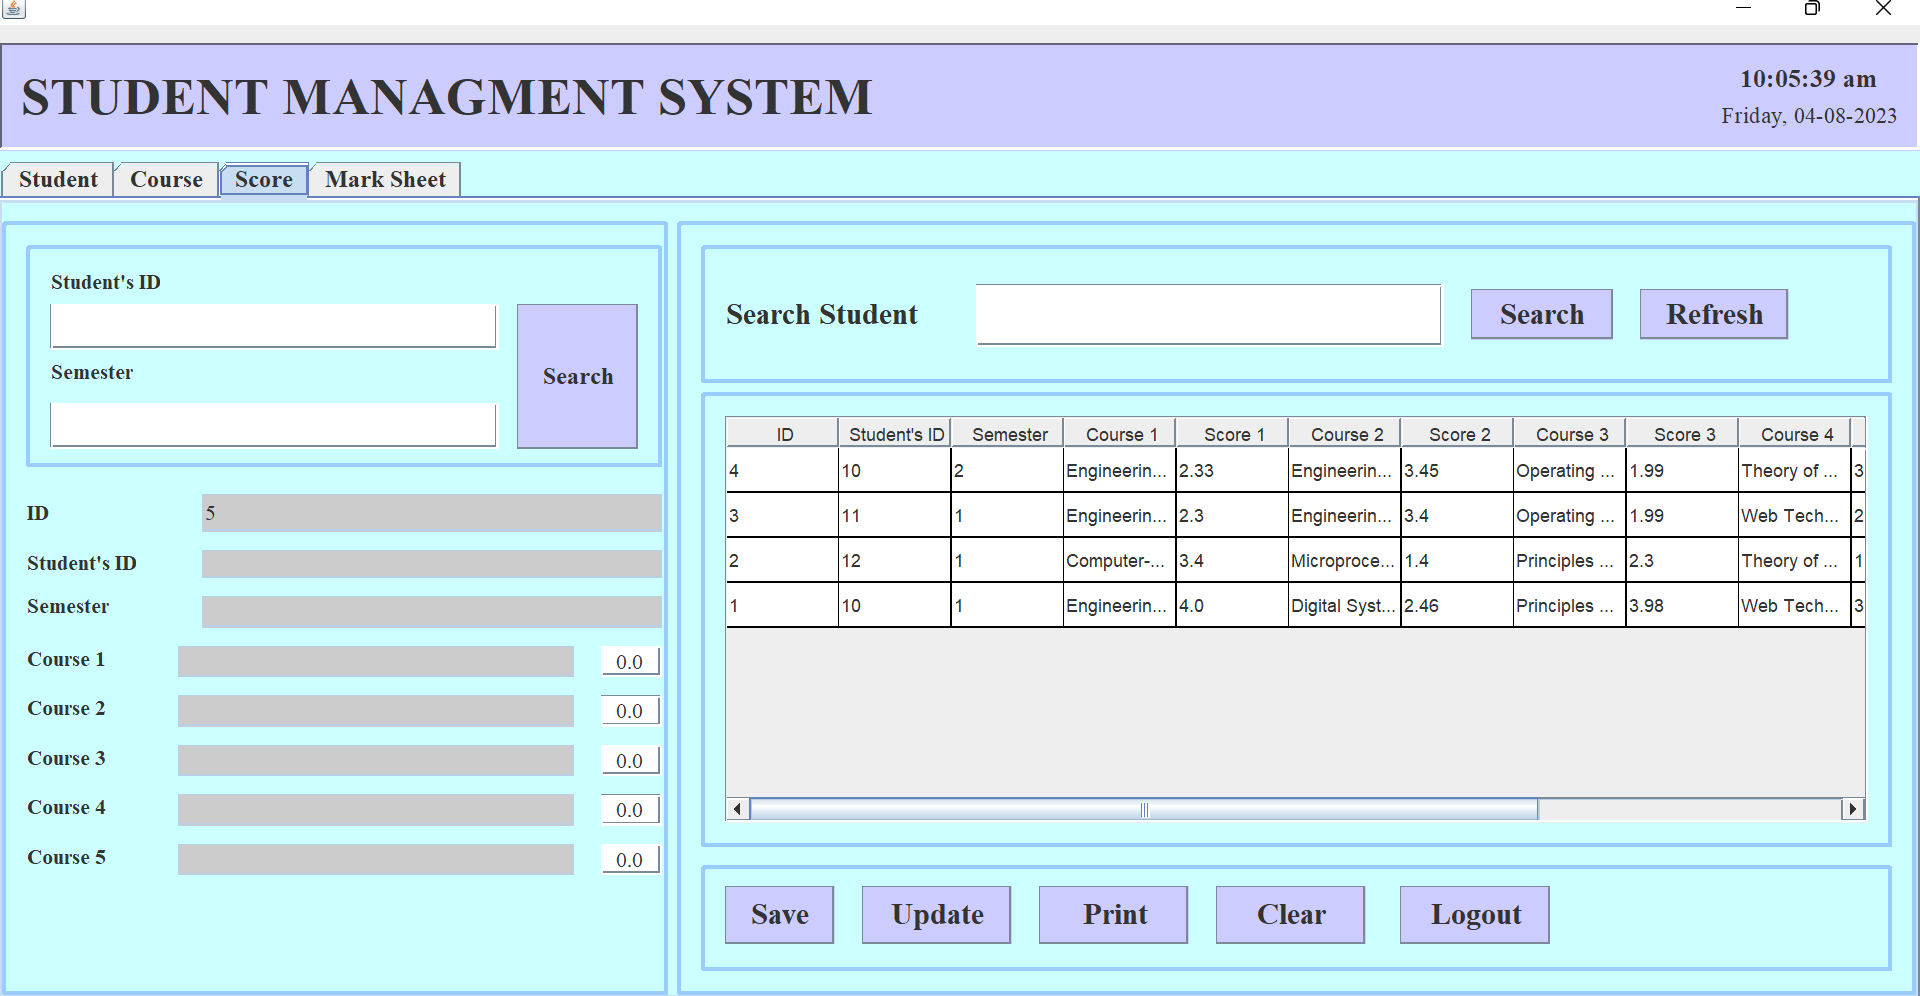 STUDENT MANAGMENT SYSTEM
10:05:39 am
Friday, 04-08-2023
Student Course Score Mark Sheet
Student's ID
Semester
Search
ID 5
Student's ID
Semester
Course 1 0.0
Course 2 0.0
Course 3 0.0
Course 4 0.0
Course 5 0.0
Search Student Search Refresh
ID Student's ID Semester Course 1 Score 1 Course 2 Score 2 Course 3 Score 3 Course 4
4 10 2 Engineerin... 2.33 Engineerin... 3.45 Operating ... 1.99 Theory of ... 3
3 11 1 Engineerin... 2.3 Engineerin... 3.4 Operating ... 1.99 Web Tech... 2
2 12 1 Computer-... 3.4 Microproce... 1.4 Principles ... 2.3 Theory of ... 1
1 10 1 Engineerin... 4.0 Digital Syst... 2.46 Principles ... 3.98 Web Tech... 3
Save Update Print Clear Logout